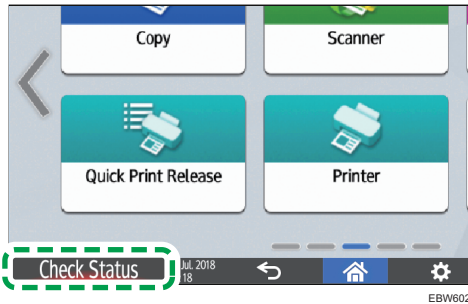 Copy
Scanner
Quick Print Release
Printer
Check Status
Jul. 2018
18
EBW602